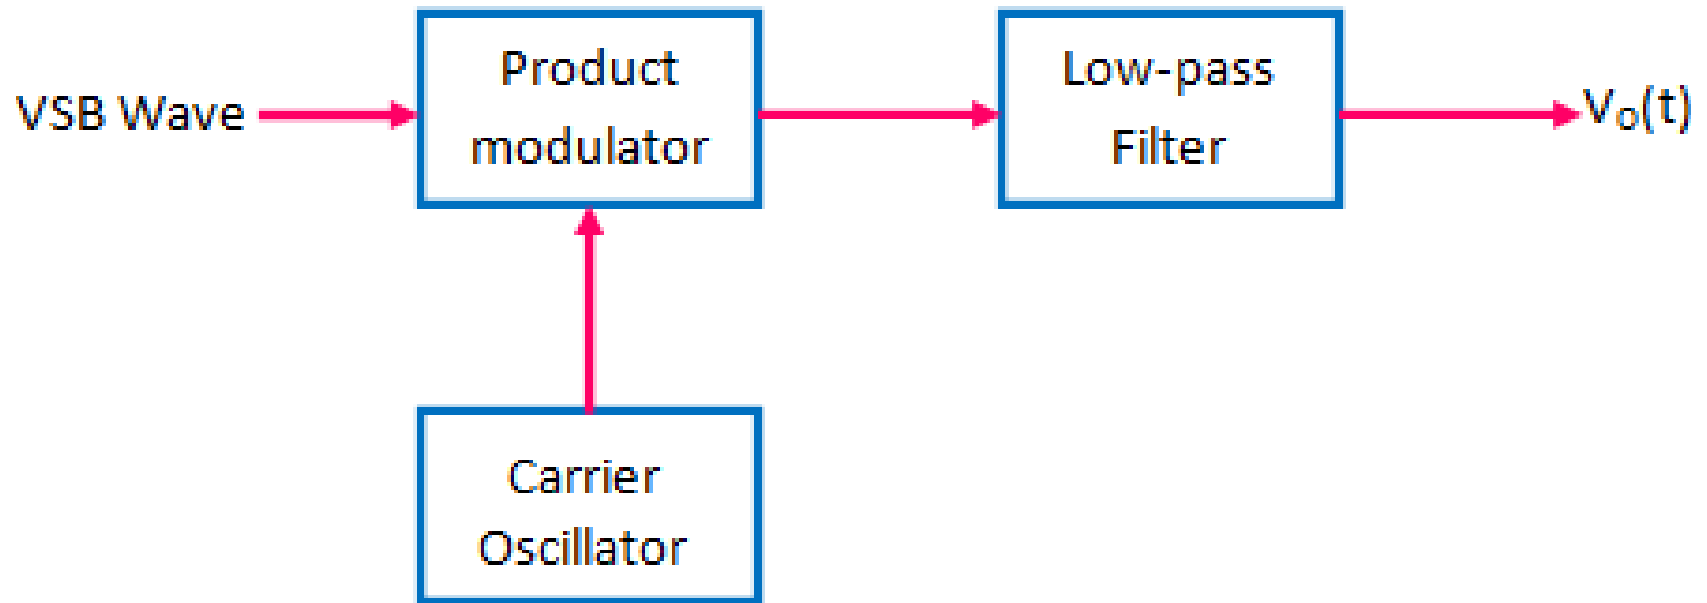 VSB Wave
Product
modulator
Low-pass
Filter
Vo(t)
Carrier
Oscillator